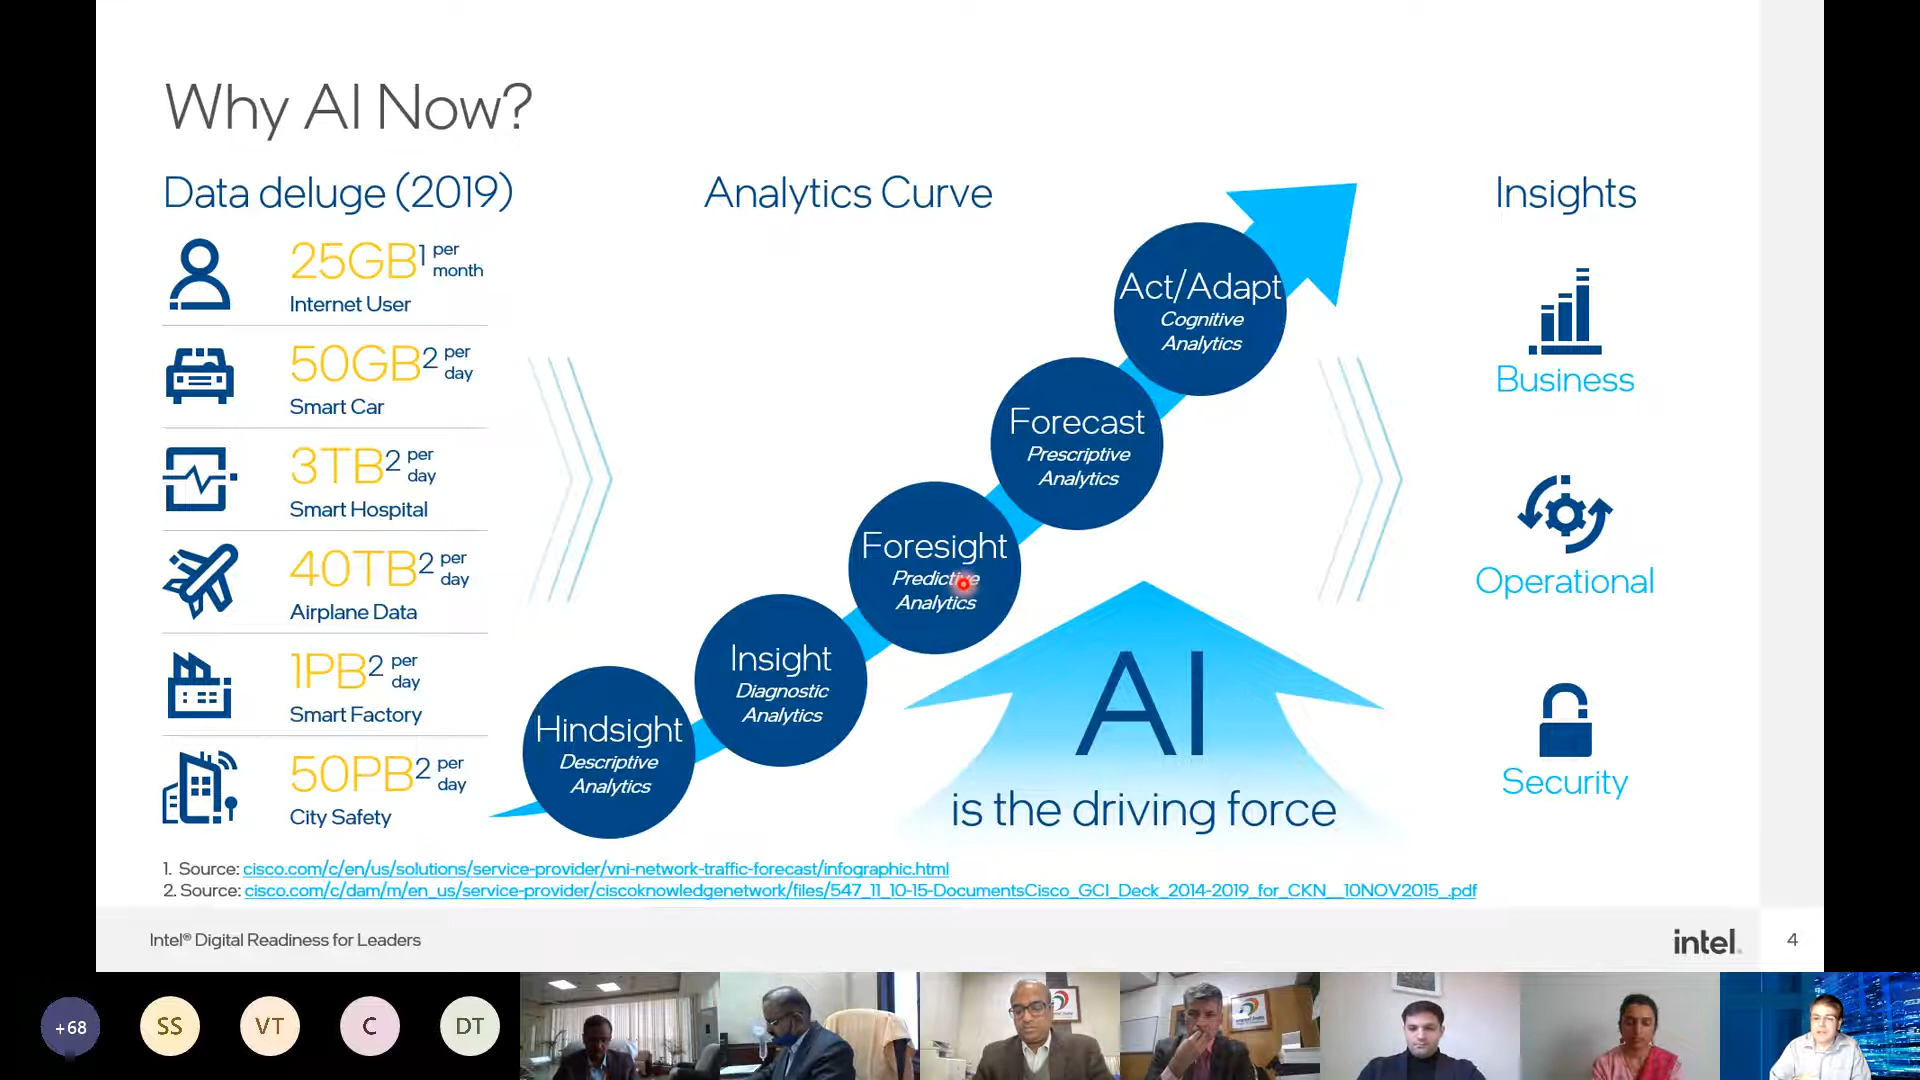 Why AI Now?
Data deluge (2019)
25GB1 per month
Internet User
50GB2 per day
Smart Car
3TB2 per day
Smart Hospital
40TB2 per day
Airplane Data
1PB2 per day
Smart Factory
50PB2 per day
City Safety
Analytics Curve
Act/Adapt
Cognitive
Analytics
Forecast
Prescriptive
Analytics
Foresight
Predictive
Analytics
Insight
Diagnostic
Analytics
Hindsight
Descriptive
Analytics
AI
is the driving force
Insights
Business
Operational
Security
1. Source: cisco.com/c/en/us/solutions/service-provider/vni-network-traffic-forecast/infographic.html
2. Source: cisco.com/c/dam/m/en_us/service-provider/ciscoknowledgenetwork/files/547_11_10-15-DocumentsCisco_GCI_Deck_2014-2019_for_CKN__10NOV2015_.pdf
Intel® Digital Readiness for Leaders
intel.
4
+68
SS
VT
C
DT